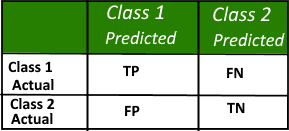 Class 1 Predicted Class 2 Predicted
Class 1 Actual TP FN
Class 2 Actual FP TN